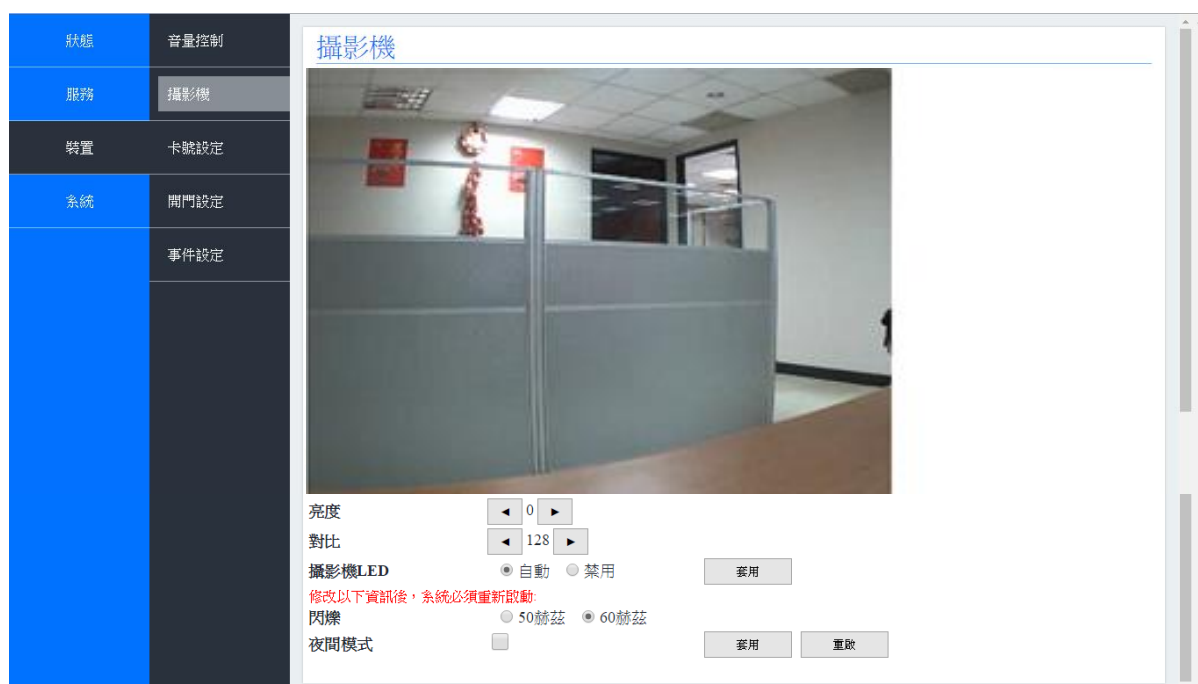 狀態
服務
裝置
系統
音量控制
攝影機
卡號設定
開門設定
事件設定
攝影機
亮度 ◄ 0 ►
對比 ◄ 128 ►
攝影機LED 自動 禁用 套用
修改以下資訊後，系統必須重新啟動:
閃爍 50赫茲 60赫茲
夜間模式 套用 重啟